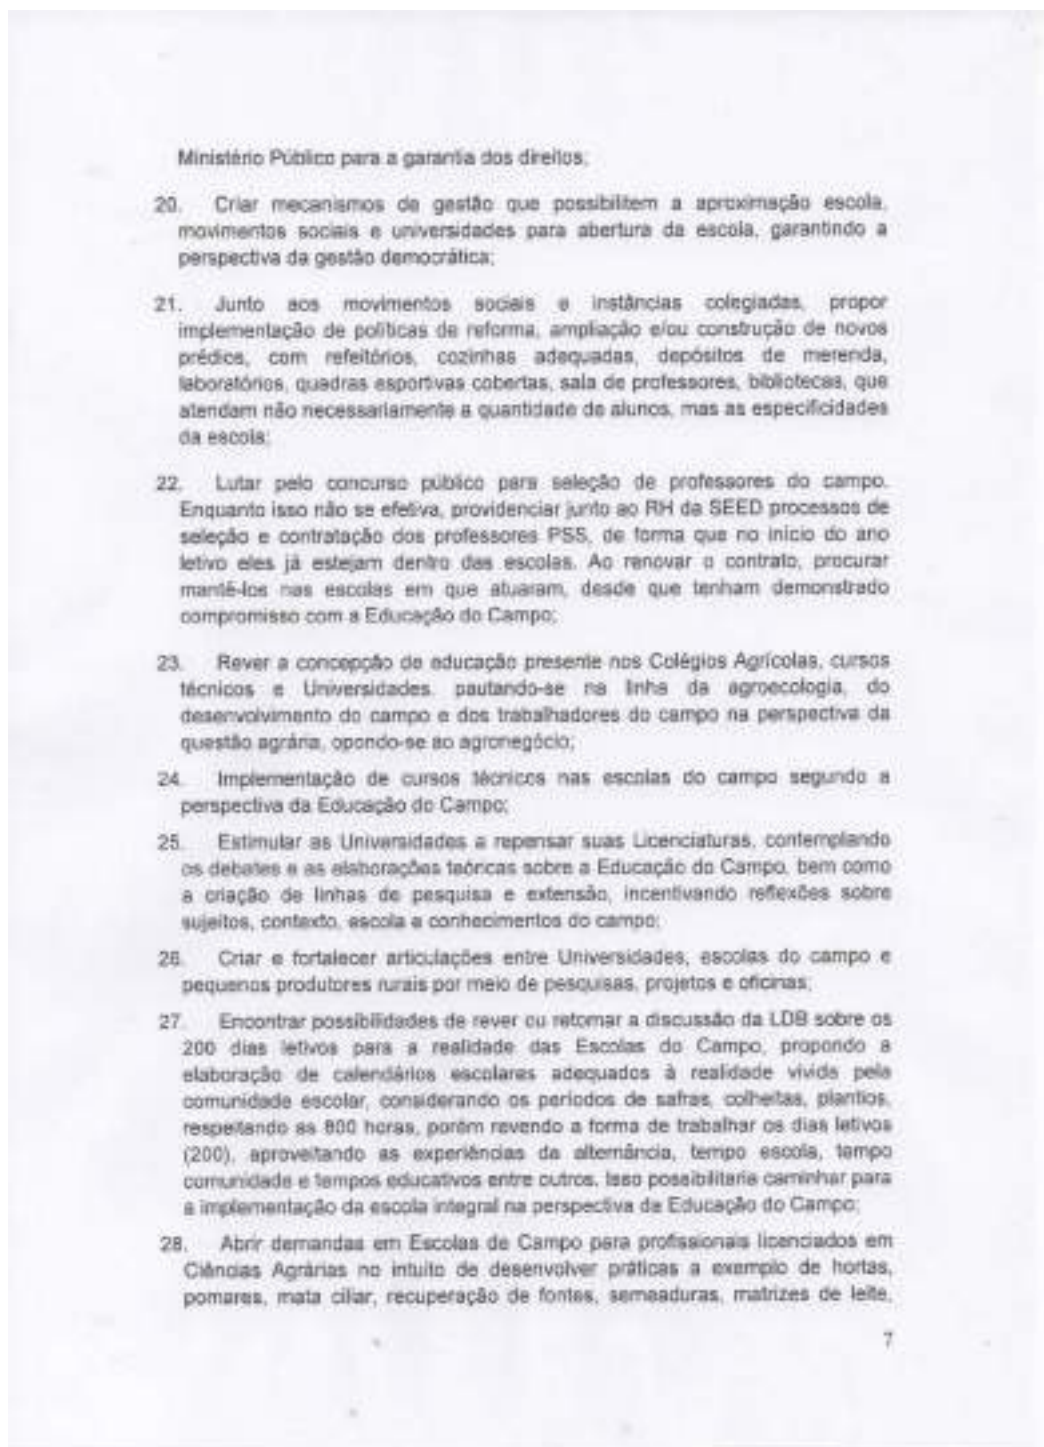 Ministério Público para a garantia dos direitos;
20. Criar mecanismos de gestão que possibilitem a aproximação escola,
movimentos sociais e universidades para abertura da escola, garantindo a
perspectiva da gestão democrática;
21. Junto aos movimentos sociais e instâncias colegiadas, propor
implementação de políticas de reforma, ampliação e/ou construção de novos
prédios, com refeitórios, cozinhas adequadas, depósitos de merenda,
laboratórios, quadras esportivas cobertas, sala de professores, bibliotecas, que
atendam não necessariamente a quantidade de alunos, mas as especificidades
da escola;
22. Lutar pelo concurso público para seleção de professores do campo.
Enquanto isso não se efetiva, providenciar junto ao RH da SEED processos de
seleção e contratação dos professores PSS, de forma que no início do ano
letivo eles já estejam dentro das escolas. Ao renovar o contrato, procurar
mantê-los nas escolas em que atuaram, desde que tenham demonstrado
compromisso com a Educação do Campo;
23. Rever a concepção de educação presente nos Colégios Agrícolas, cursos
técnicos e Universidades, pautando-se na linha da agroecologia, do
desenvolvimento do campo e dos trabalhadores do campo na perspectiva da
questão agrária, opondo-se ao agronegócio;
24. Implementação de cursos técnicos nas escolas do campo segundo a
perspectiva da Educação do Campo;
25. Estimular as Universidades a repensar suas Licenciaturas, contemplando
os debates e as elaborações teóricas sobre a Educação do Campo, bem como
a criação de linhas de pesquisa e extensão, incentivando reflexões sobre
sujeitos, contexto, escola e conhecimentos do campo;
26. Criar e fortalecer articulações entre Universidades, escolas do campo e
pequenos produtores rurais por meio de pesquisas, projetos e oficinas;
27. Encontrar possibilidades de rever ou retomar a discussão da LDB sobre os
200 dias letivos para a realidade das Escolas do Campo, propondo a
elaboração de calendários escolares adequados à realidade vivida pela
comunidade escolar, considerando os períodos de safras, colheitas, plantios,
respeitando as 800 horas, porém revendo a forma de trabalhar os dias letivos
(200), aproveitando as experiências da alternância, tempo escola, tempo
comunidade e tempos educativos entre outros. Isso possibilitaria caminhar para
a implementação da escola integral na perspectiva da Educação do Campo;
28. Abrir demandas em Escolas de Campo para profissionais licenciados em
Ciências Agrárias no intuito de desenvolver práticas a exemplo de hortas,
pomares, mata ciliar, recuperação de fontes, semeaduras, matrizes de leite,
7